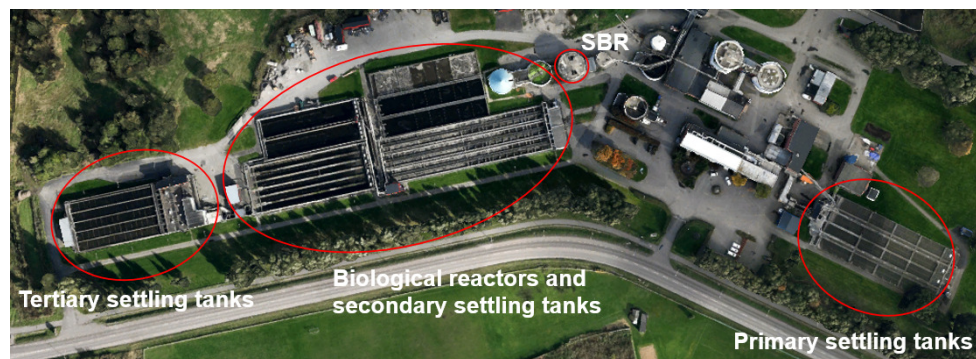 SBR
Tertiary settling tanks
Biological reactors and
secondary settling tanks
Primary settling tanks